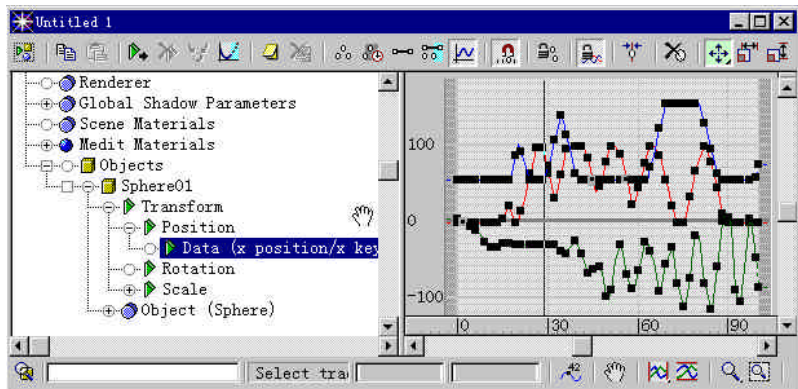 Untitled 1
Renderer
Global Shadow Parameters
Scene Materials
Medit Materials
Objects
Sphere01
Transform
Position
Data (x position/x key
Rotation
Scale
Object (Sphere)
100
0
-100
0
30
60
90
Select tra
42